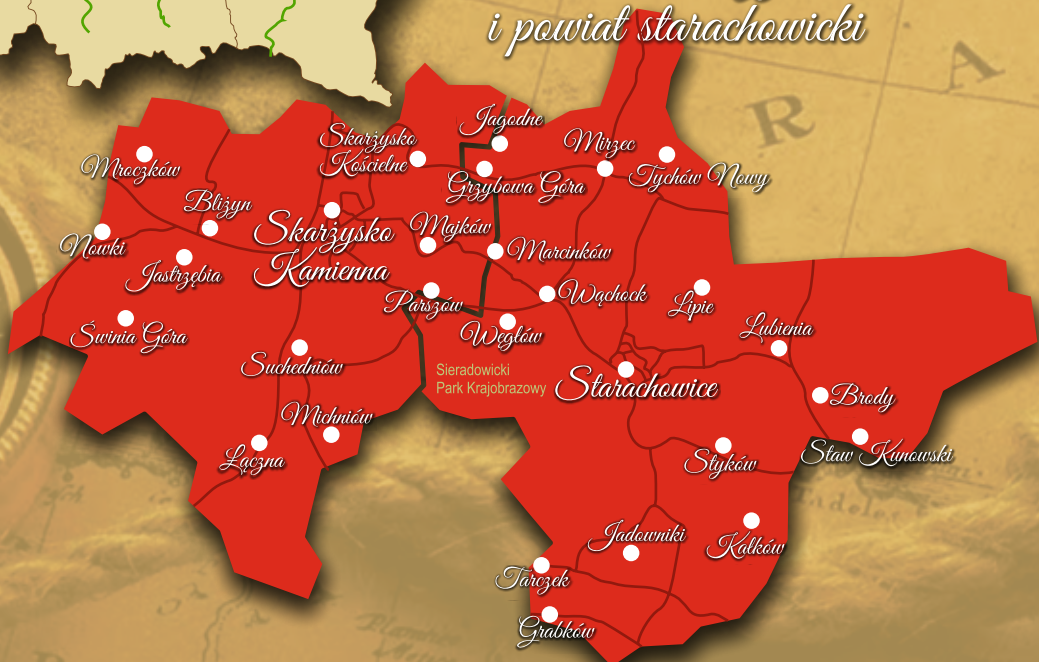 i powiat starachowicki
R
A
Jagodne
Skarżysko
Kościelne
Mirzec
Mroczków
Grzybowa Góra
Tychów Nowy
Bliżyn
Skarżysko
Kamienna
Majków
Nowki
Marcinków
Jastrzębia
Parszów
Wąchock
Lipie
Świnia Góra
Węglów
Lubienia
Suchedniów
Sieradowicki
Park Krajobrazowy
Starachowice
Brody
Michniów
Łączna
Staw Kunowski
Styków
Jadowniki
Kałków
Tarczek
Grabków